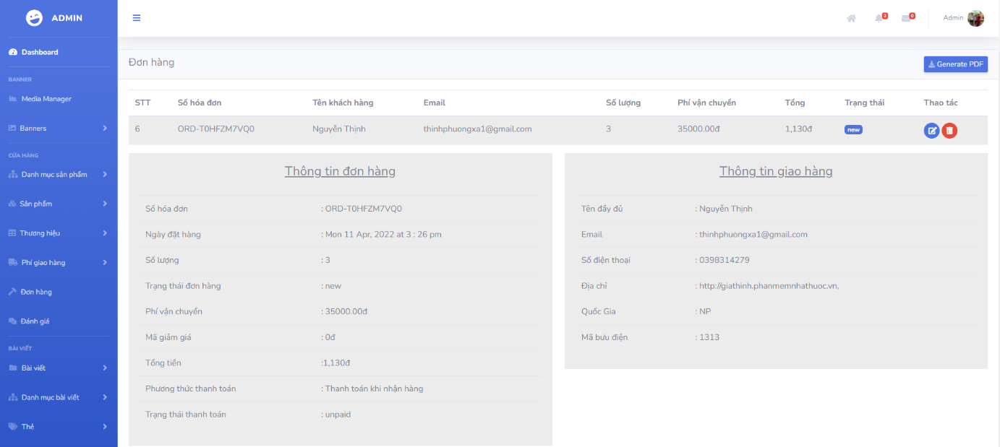 ADMIN
2
0
Admin
Dashboard
Đơn hàng
Generate PDF
BANNER
Media Manager
Banners
CỬA HÀNG
Danh mục sản phẩm
Sản phẩm
Thương hiệu
Phí giao hàng
Đơn hàng
Đánh giá
BÀI VIẾT
Bài viết
Danh mục bài viết
Thẻ
STT Số hóa đơn Tên khách hàng Email Số lượng Phí vận chuyển Tổng Trạng thái Thao tác
6 ORD-T0HFZM7VQ0 Nguyễn Thịnh thinhphuongxa1@gmail.com 3 35000.00đ 1,130đ new
Thông tin đơn hàng
Số hóa đơn : ORD-T0HFZM7VQ0
Ngày đặt hàng : Mon 11 Apr, 2022 at 3 : 26 pm
Số lượng : 3
Trạng thái đơn hàng : new
Phí vận chuyển : 35000.00đ
Mã giảm giá : 0đ
Tổng tiền :1,130đ
Phương thức thanh toán : Thanh toán khi nhận hàng
Trạng thái thanh toán : unpaid
Thông tin giao hàng
Tên đầy đủ : Nguyễn Thịnh
Email : thinhphuongxa1@gmail.com
Số điện thoại : 0398314279
Địa chỉ : http://giathinh.phanmemnhathuoc.vn,
Quốc Gia : NP
Mã bưu điện : 1313